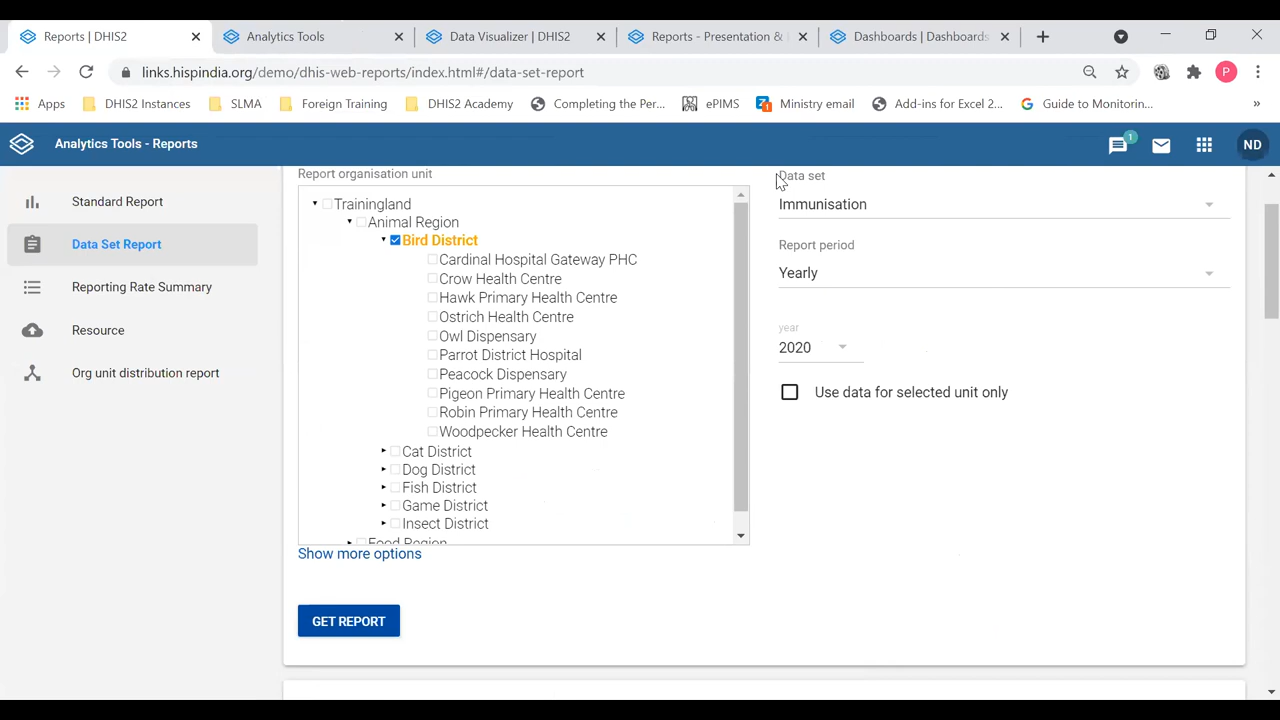 Reports | DHIS2
Analytics Tools
Data Visualizer | DHIS2
Reports - Presentation &
Dashboards | Dashboards
links.hispindia.org/demo/dhis-web-reports/index.html#/data-set-report
P
Apps
DHIS2 Instances
SLMA
Foreign Training
DHIS2 Academy
Completing the Per...
ePIMS
Ministry email
Add-ins for Excel 2...
Guide to Monitorin...
»
Analytics Tools - Reports
1
ND
Standard Report
Data Set Report
Reporting Rate Summary
Resource
Org unit distribution report
Report organisation unit
Trainingland
Animal Region
Bird District
Cardinal Hospital Gateway PHC
Crow Health Centre
Hawk Primary Health Centre
Ostrich Health Centre
Owl Dispensary
Parrot District Hospital
Peacock Dispensary
Pigeon Primary Health Centre
Robin Primary Health Centre
Woodpecker Health Centre
Cat District
Dog District
Fish District
Game District
Insect District
Food Region
Show more options
GET REPORT
Data set
Immunisation
Report period
Yearly
year
2020
Use data for selected unit only